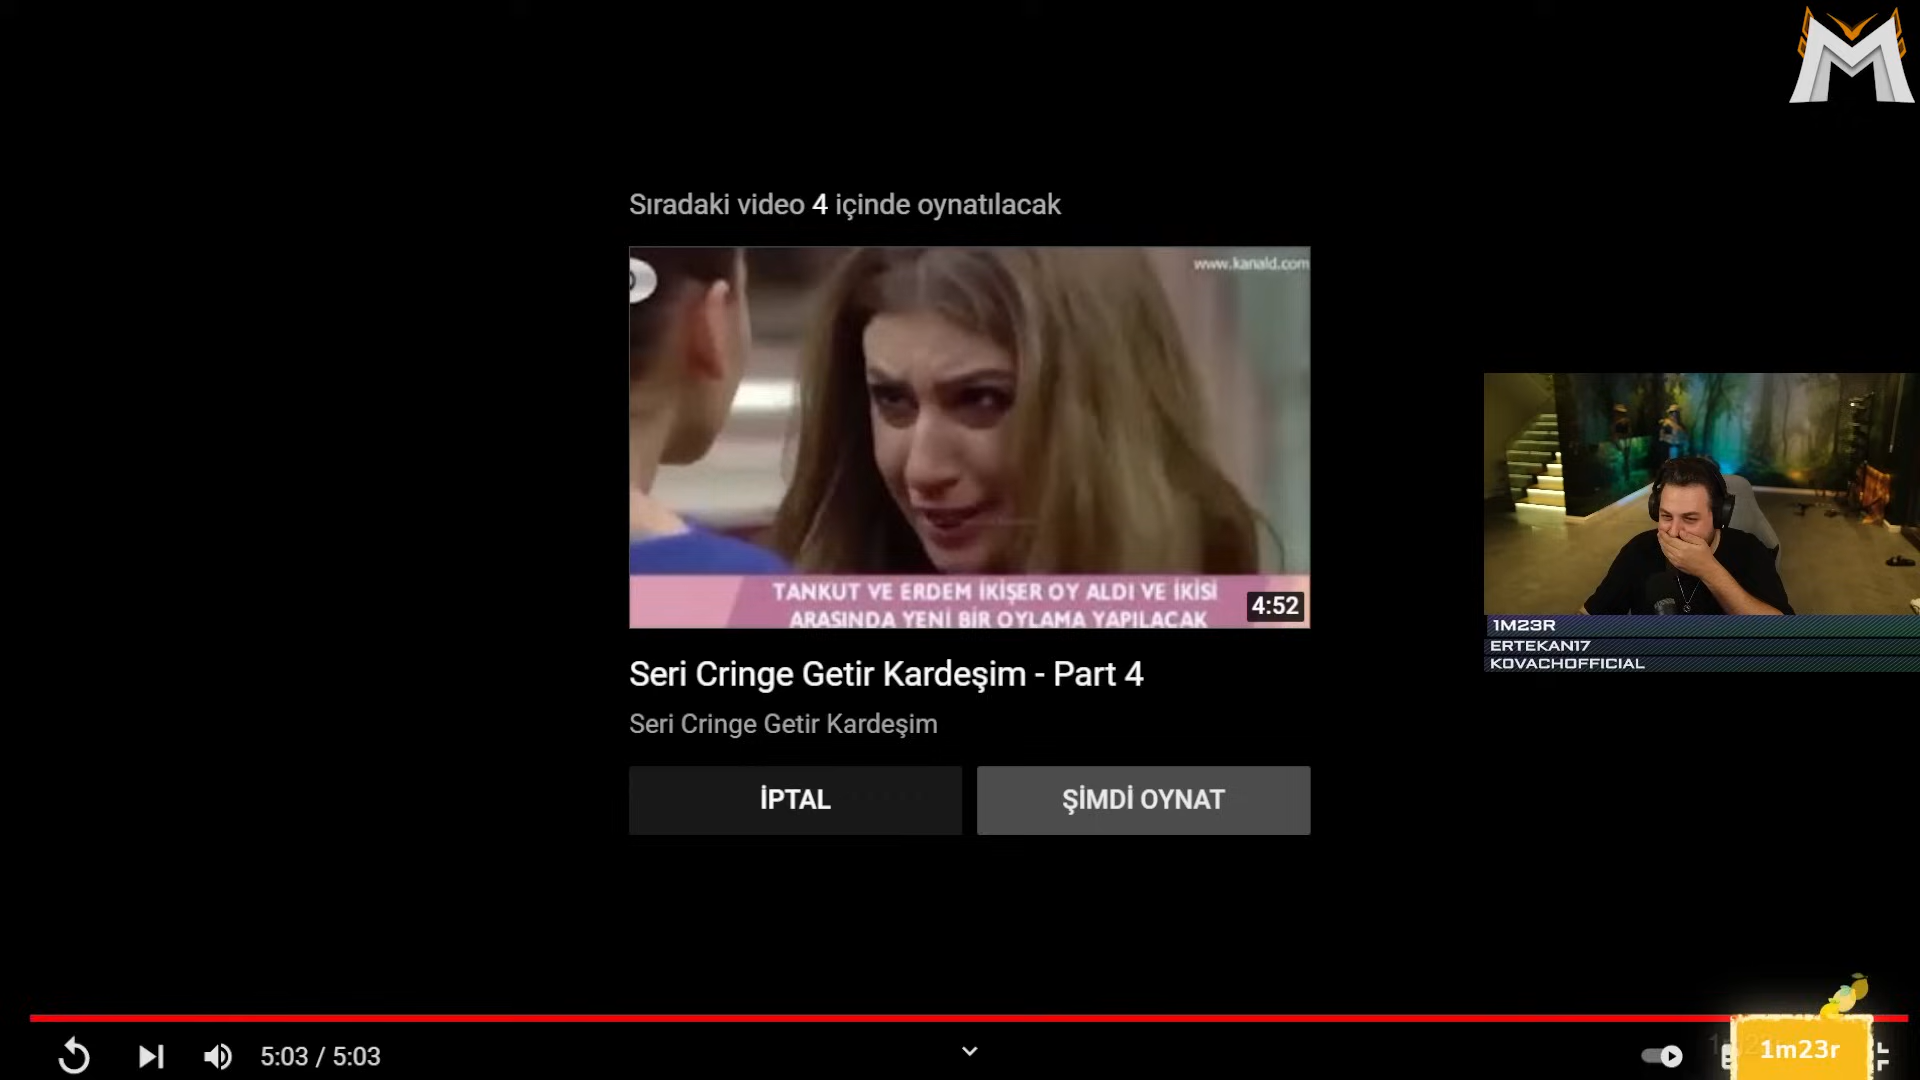 M
Sıradaki video 4 içinde oynatılacak
www.kanald.com
TANKUT VE ERDEM İKİŞER OY ALDI VE İKİSİ
ARASINDA YENİ BİR OYLAMA YAPILACAK
4:52
Seri Cringe Getir Kardeşim - Part 4
Seri Cringe Getir Kardeşim
İPTAL
ŞİMDİ OYNAT
1M23R
ERTEKAN17
KOVACHOFFICIAL
5:03 / 5:03
1m23r